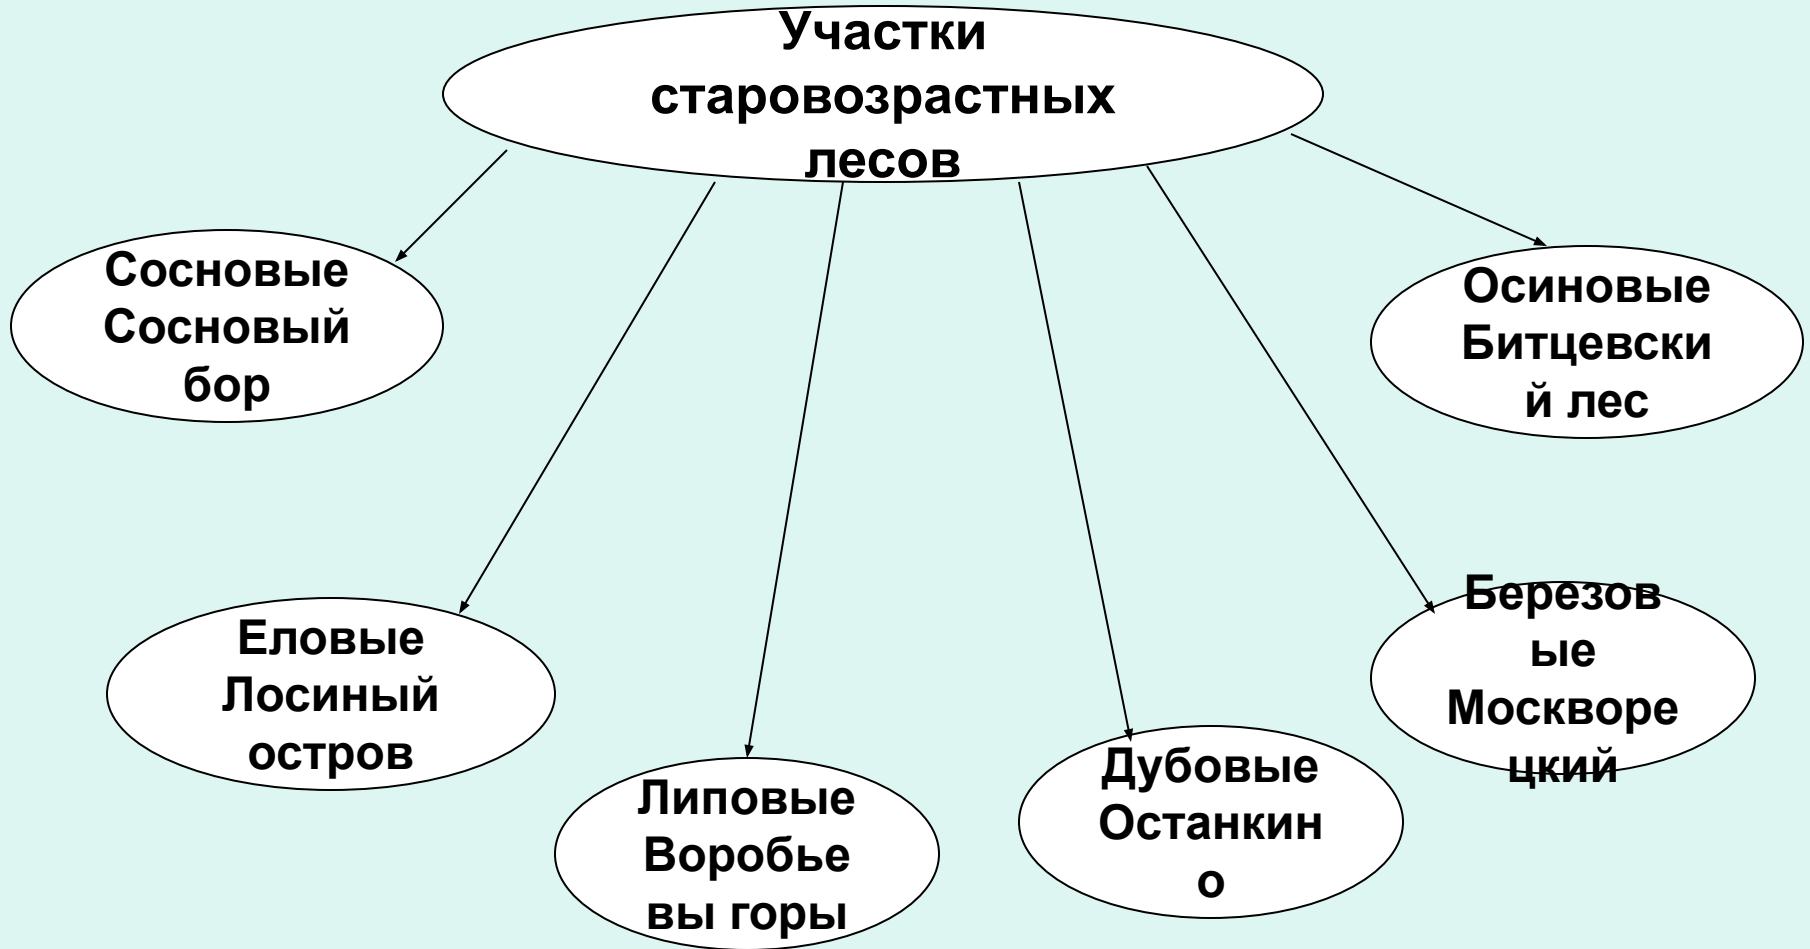 Участки
старовозрастных
лесов
Сосновые
Сосновый
бор
Осиновые
Битцевски
й лес
Еловые
Лосиный
остров
Липовые
Воробье
вы горы
Дубовые
Останкин
о
Березов
ые
Москворе
цкий